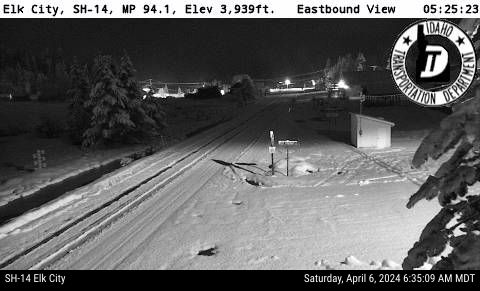 Elk City, SH-14, MP 94.1, Elev 3,939ft. Eastbound View 05:25:23
IDAHO
TRANSPORTATION DEPARTMENT
SH-14 Elk City Saturday, April 6, 2024 6:35:09 AM MDT